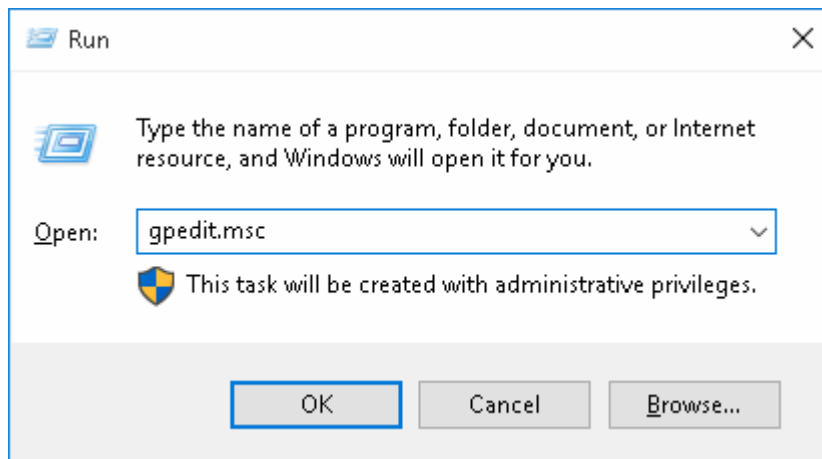 Run
Type the name of a program, folder, document, or Internet
resource, and Windows will open it for you.
Open: gpedit.msc
This task will be created with administrative privileges.
OK Cancel Browse...